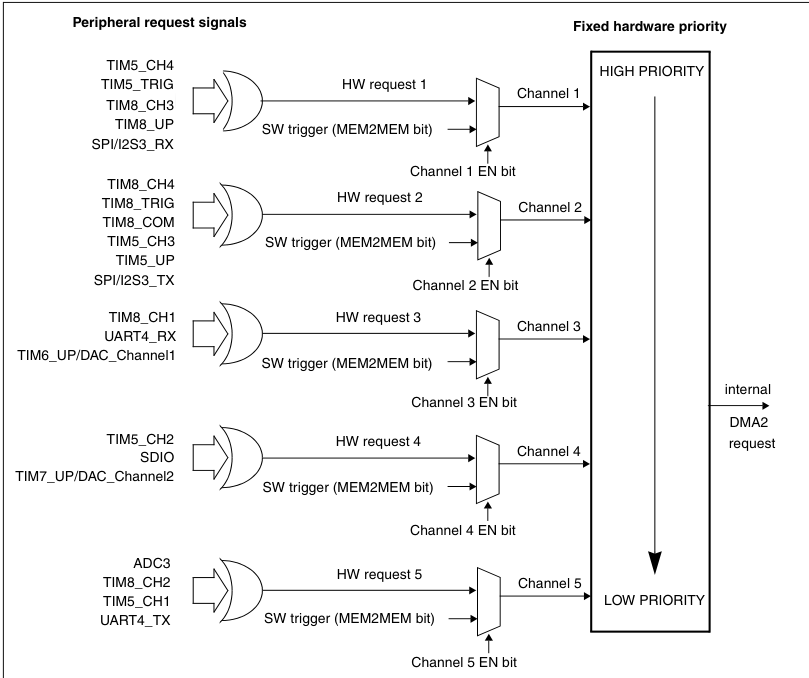 Peripheral request signals
Fixed hardware priority
TIM5_CH4
TIM5_TRIG
TIM8_CH3
TIM8_UP
SPI/I2S3_RX
HW request 1
SW trigger (MEM2MEM bit)
Channel 1
Channel 1 EN bit
HIGH PRIORITY
TIM8_CH4
TIM8_TRIG
TIM8_COM
TIM5_CH3
TIM5_UP
SPI/I2S3_TX
HW request 2
SW trigger (MEM2MEM bit)
Channel 2
Channel 2 EN bit
TIM8_CH1
UART4_RX
TIM6_UP/DAC_Channel1
HW request 3
SW trigger (MEM2MEM bit)
Channel 3
Channel 3 EN bit
internal
DMA2
request
TIM5_CH2
SDIO
TIM7_UP/DAC_Channel2
HW request 4
SW trigger (MEM2MEM bit)
Channel 4
Channel 4 EN bit
ADC3
TIM8_CH2
TIM5_CH1
UART4_TX
HW request 5
SW trigger (MEM2MEM bit)
Channel 5
Channel 5 EN bit
LOW PRIORITY